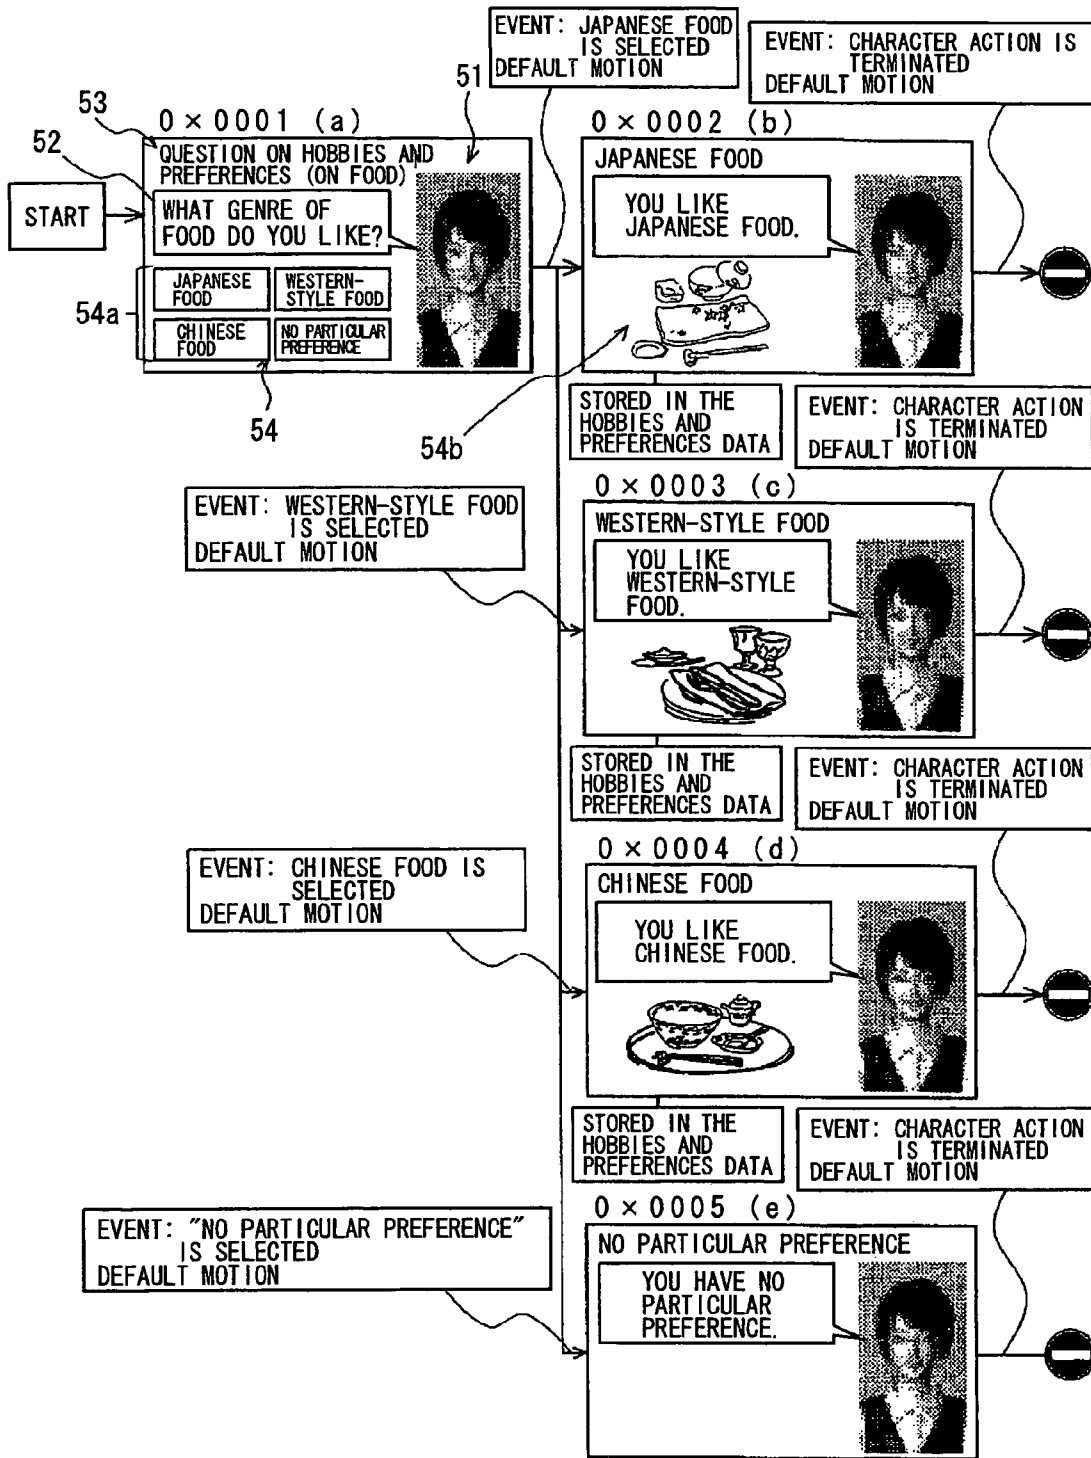 EVENT: JAPANESE FOOD
IS SELECTED
DEFAULT MOTION
EVENT: CHARACTER ACTION IS
TERMINATED
DEFAULT MOTION
51
53
52
0×0001 (a)
QUESTION ON HOBBIES AND
PREFERENCES (ON FOOD)
WHAT GENRE OF
FOOD DO YOU LIKE?
START
JAPANESE
FOOD
WESTERN-
STYLE FOOD
CHINESE
FOOD
NO PARTICULAR
PREFERENCE
54a
54
0×0002 (b)
JAPANESE FOOD
YOU LIKE
JAPANESE FOOD.
54b
STORED IN THE
HOBBIES AND
PREFERENCES DATA
EVENT: CHARACTER ACTION
IS TERMINATED
DEFAULT MOTION
EVENT: WESTERN-STYLE FOOD
IS SELECTED
DEFAULT MOTION
0×0003 (c)
WESTERN-STYLE FOOD
YOU LIKE
WESTERN-STYLE
FOOD.
STORED IN THE
HOBBIES AND
PREFERENCES DATA
EVENT: CHARACTER ACTION
IS TERMINATED
DEFAULT MOTION
EVENT: CHINESE FOOD IS
SELECTED
DEFAULT MOTION
0×0004 (d)
CHINESE FOOD
YOU LIKE
CHINESE FOOD.
STORED IN THE
HOBBIES AND
PREFERENCES DATA
EVENT: CHARACTER ACTION
IS TERMINATED
DEFAULT MOTION
EVENT: "NO PARTICULAR PREFERENCE"
IS SELECTED
DEFAULT MOTION
0×0005 (e)
NO PARTICULAR PREFERENCE
YOU HAVE NO
PARTICULAR
PREFERENCE.